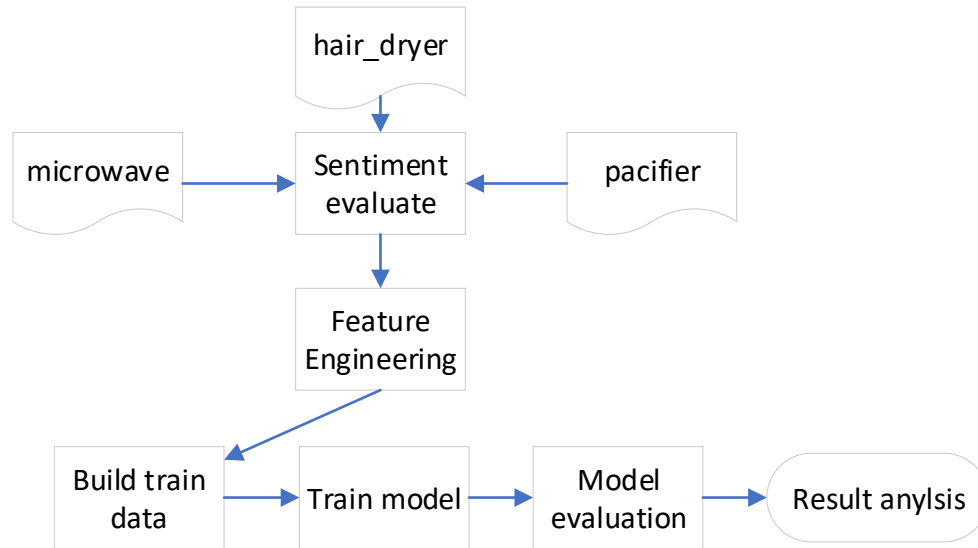 hair_dryer
microwave
Sentiment
evaluate
pacifier
Feature
Engineering
Build train
data
Train model
Model
evaluation
Result anylsis